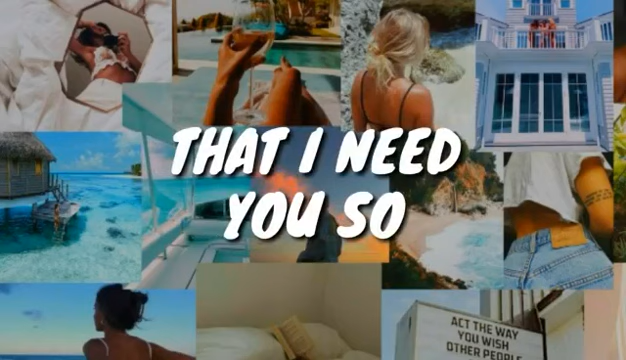 THAT I NEED
YOU SO
ACT THE WAY
YOU WISH
OTHER PEOPLE